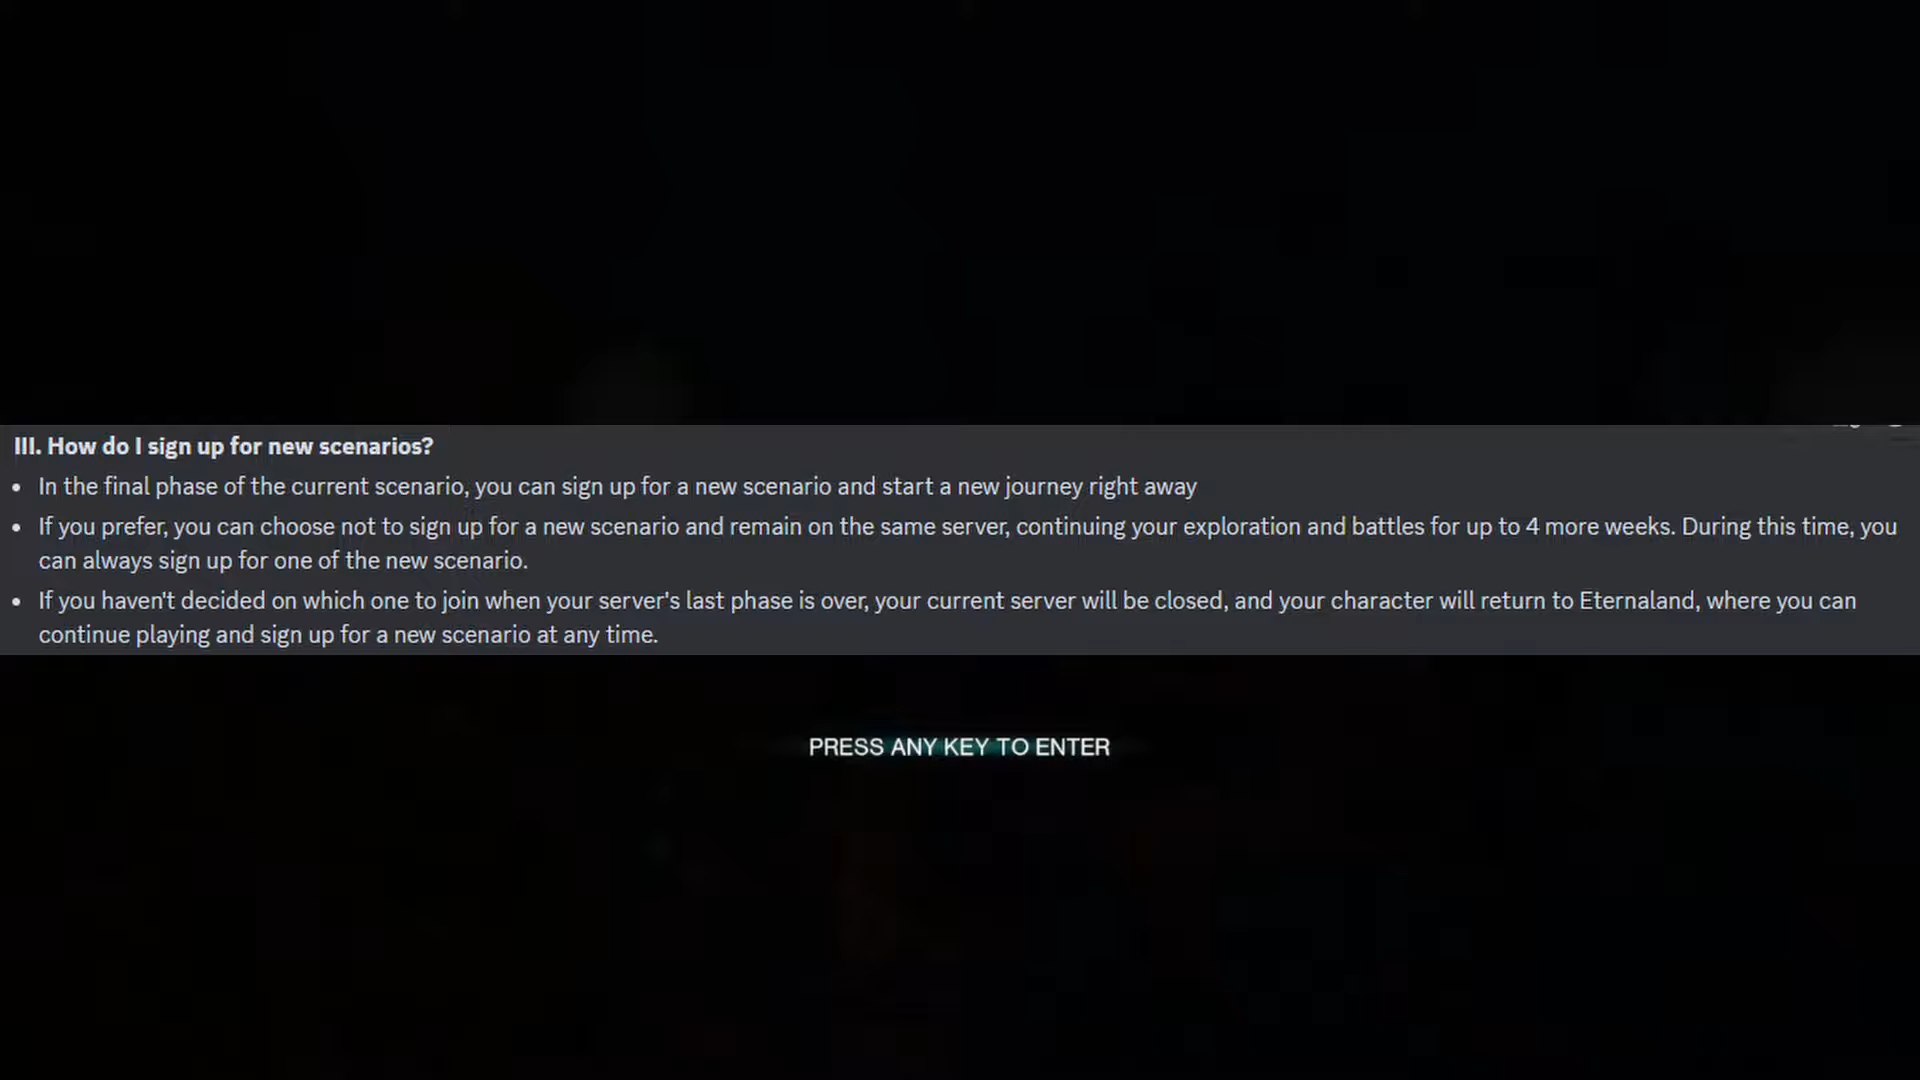 III. How do I sign up for new scenarios?
• In the final phase of the current scenario, you can sign up for a new scenario and start a new journey right away
• If you prefer, you can choose not to sign up for a new scenario and remain on the same server, continuing your exploration and battles for up to 4 more weeks. During this time, you
can always sign up for one of the new scenario.
• If you haven't decided on which one to join when your server's last phase is over, your current server will be closed, and your character will return to Eternaland, where you can
continue playing and sign up for a new scenario at any time.
PRESS ANY KEY TO ENTER